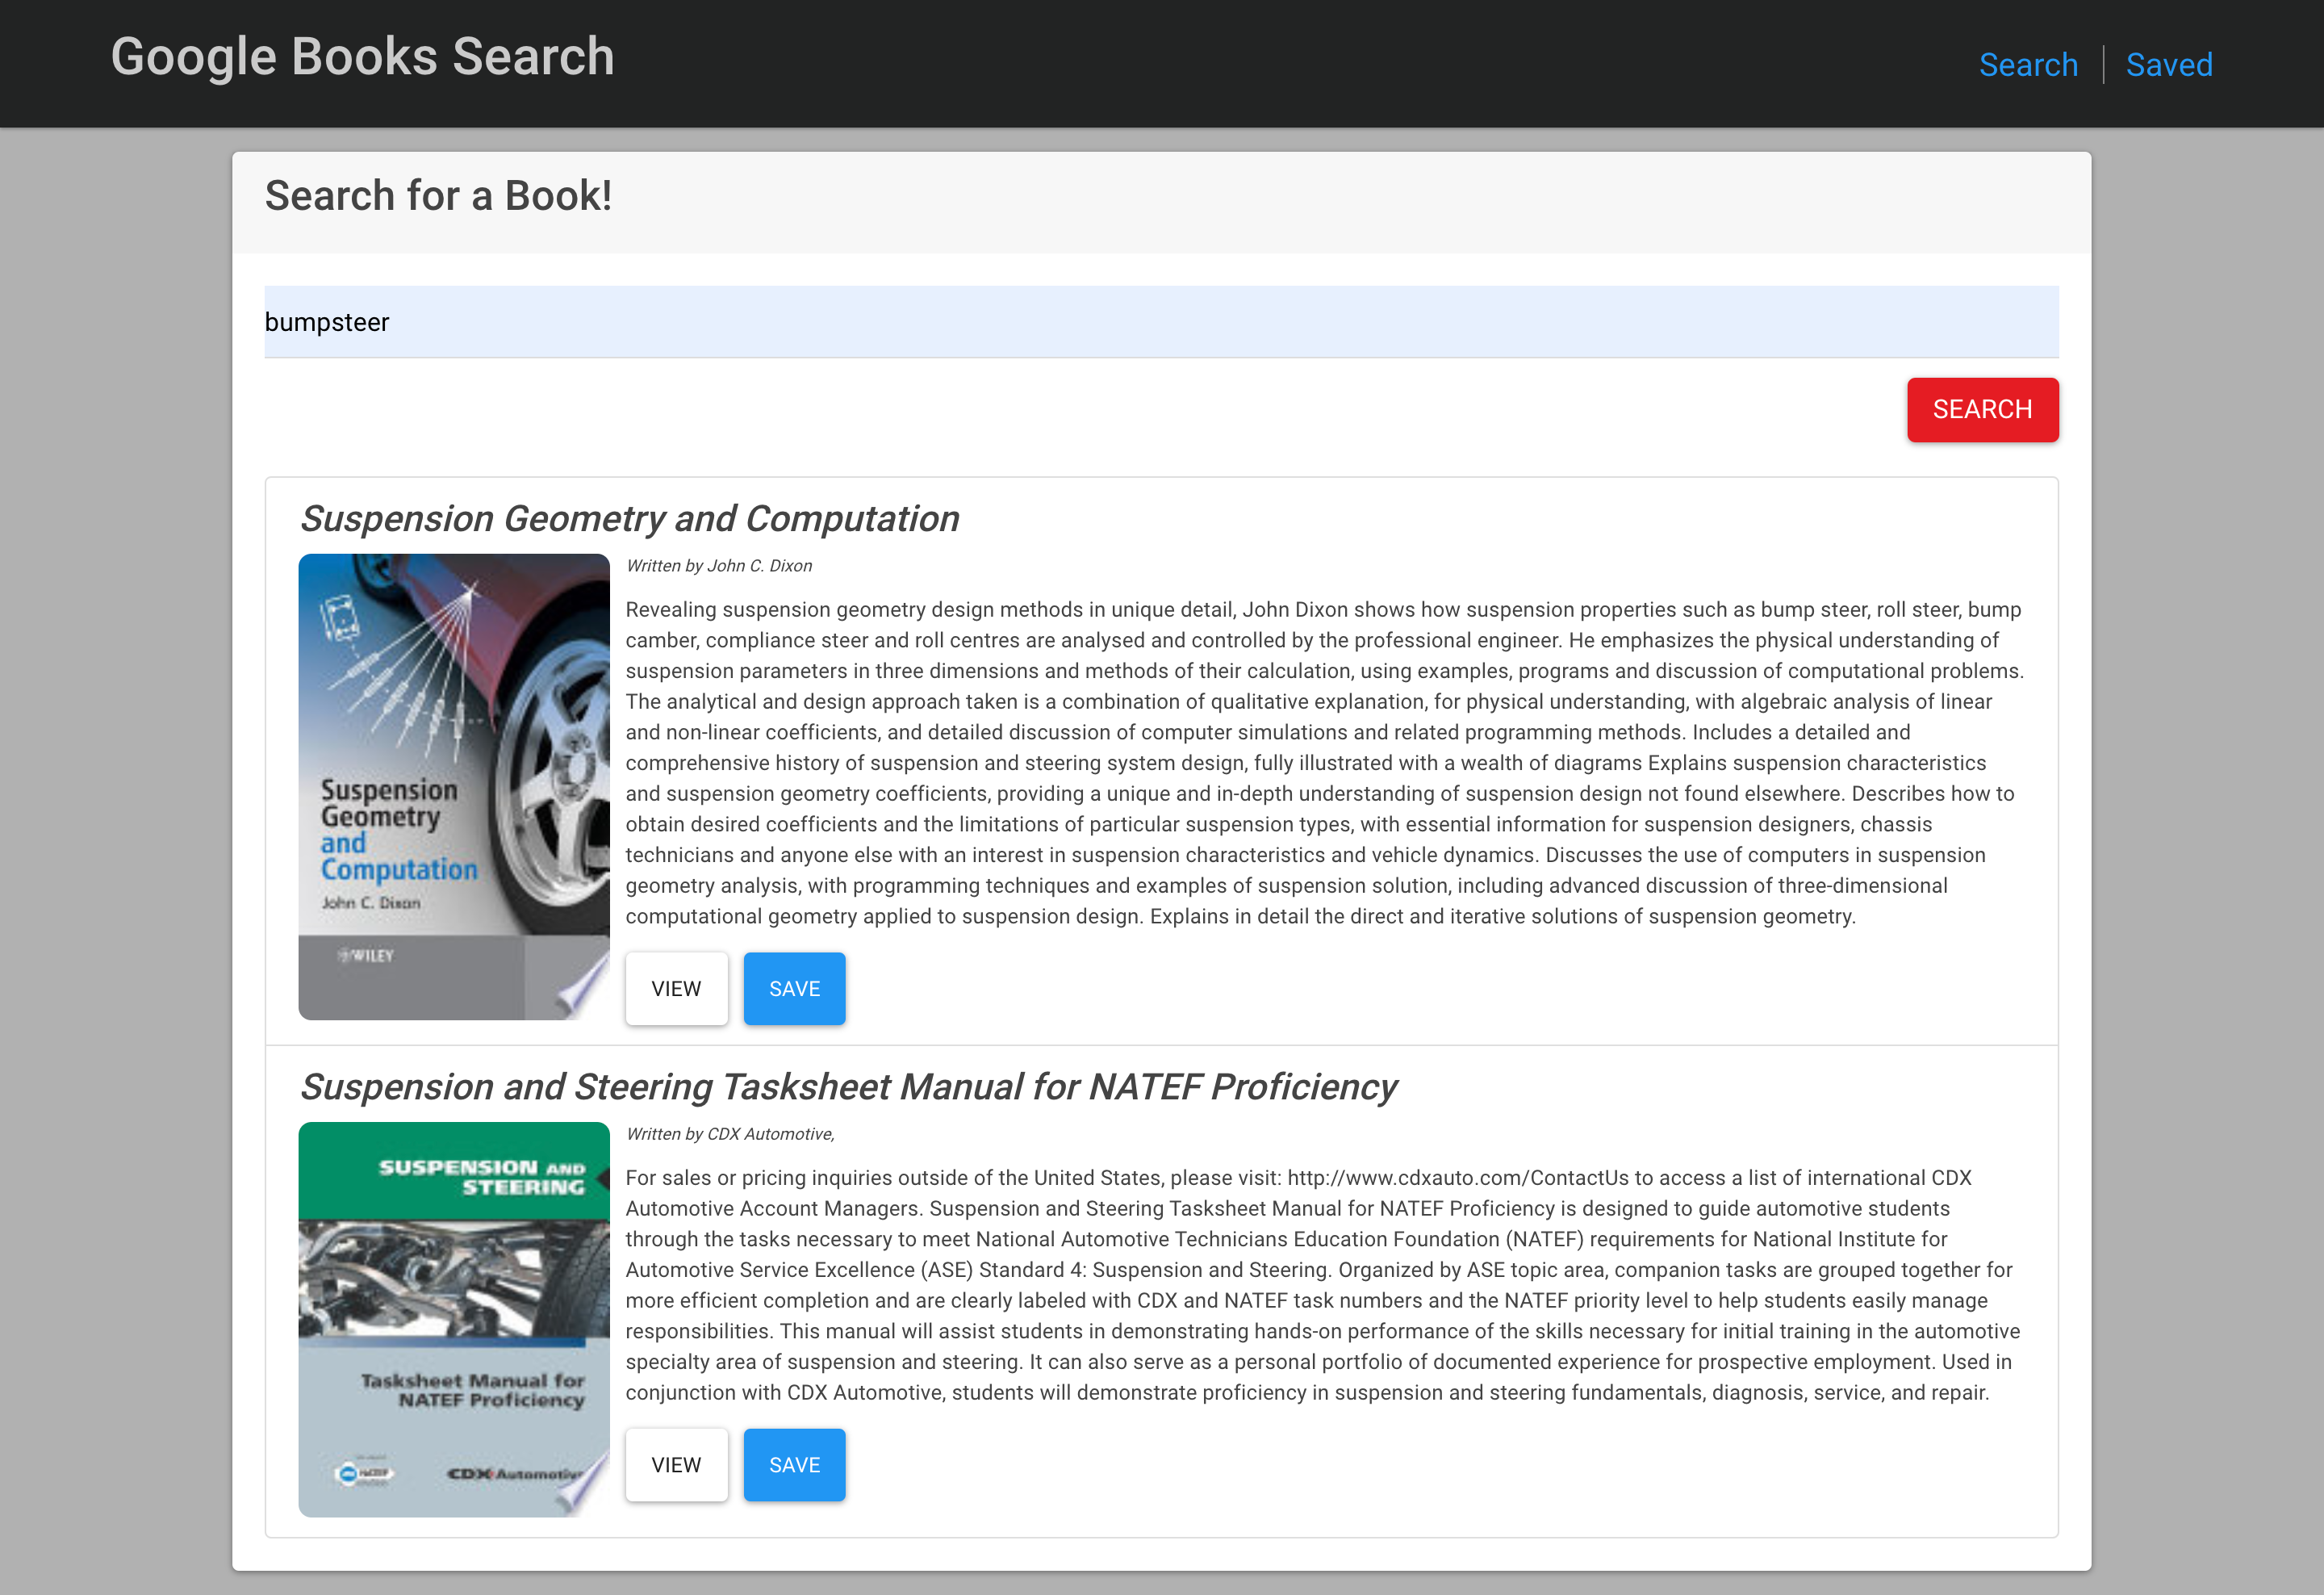 Google Books Search
Search
Saved
Search for a Book!
bumpsteer
SEARCH
Suspension Geometry and Computation
Suspension
Geometry
and
Computation
John C. Dixon
WILEY
Written by John C. Dixon
Revealing suspension geometry design methods in unique detail, John Dixon shows how suspension properties such as bump steer, roll steer, bump
camber, compliance steer and roll centres are analysed and controlled by the professional engineer. He emphasizes the physical understanding of
suspension parameters in three dimensions and methods of their calculation, using examples, programs and discussion of computational problems.
The analytical and design approach taken is a combination of qualitative explanation, for physical understanding, with algebraic analysis of linear
and non-linear coefficients, and detailed discussion of computer simulations and related programming methods. Includes a detailed and
comprehensive history of suspension and steering system design, fully illustrated with a wealth of diagrams Explains suspension characteristics
and suspension geometry coefficients, providing a unique and in-depth understanding of suspension design not found elsewhere. Describes how to
obtain desired coefficients and the limitations of particular suspension types, with essential information for suspension designers, chassis
technicians and anyone else with an interest in suspension characteristics and vehicle dynamics. Discusses the use of computers in suspension
geometry analysis, with programming techniques and examples of suspension solution, including advanced discussion of three-dimensional
computational geometry applied to suspension design. Explains in detail the direct and iterative solutions of suspension geometry.
VIEW
SAVE
Suspension and Steering Tasksheet Manual for NATEF Proficiency
SUSPENSION AND
STEERING
Tasksheet Manual for
NATEF Proficiency
CDX Automotive
Written by CDX Automotive,
For sales or pricing inquiries outside of the United States, please visit: http://www.cdxauto.com/ContactUs to access a list of international CDX
Automotive Account Managers. Suspension and Steering Tasksheet Manual for NATEF Proficiency is designed to guide automotive students
through the tasks necessary to meet National Automotive Technicians Education Foundation (NATEF) requirements for National Institute for
Automotive Service Excellence (ASE) Standard 4: Suspension and Steering. Organized by ASE topic area, companion tasks are grouped together for
more efficient completion and are clearly labeled with CDX and NATEF task numbers and the NATEF priority level to help students easily manage
responsibilities. This manual will assist students in demonstrating hands-on performance of the skills necessary for initial training in the automotive
specialty area of suspension and steering. It can also serve as a personal portfolio of documented experience for prospective employment. Used in
conjunction with CDX Automotive, students will demonstrate proficiency in suspension and steering fundamentals, diagnosis, service, and repair.
VIEW
SAVE